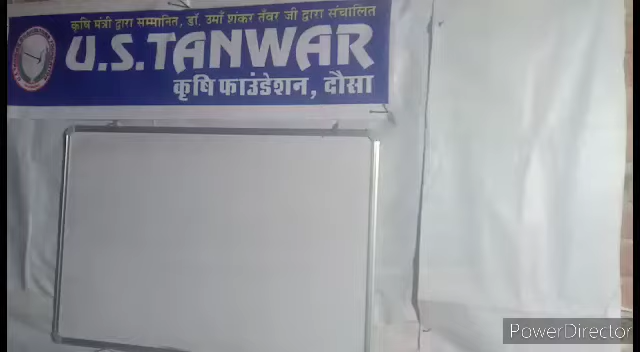 कृषि मंत्री द्वारा सम्मानित, डॉ. उमाँ शंकर तँवर जी द्वारा संचालित
U.S.TANWAR
कृषि फाउंडेशन, दौसा
PowerDirector